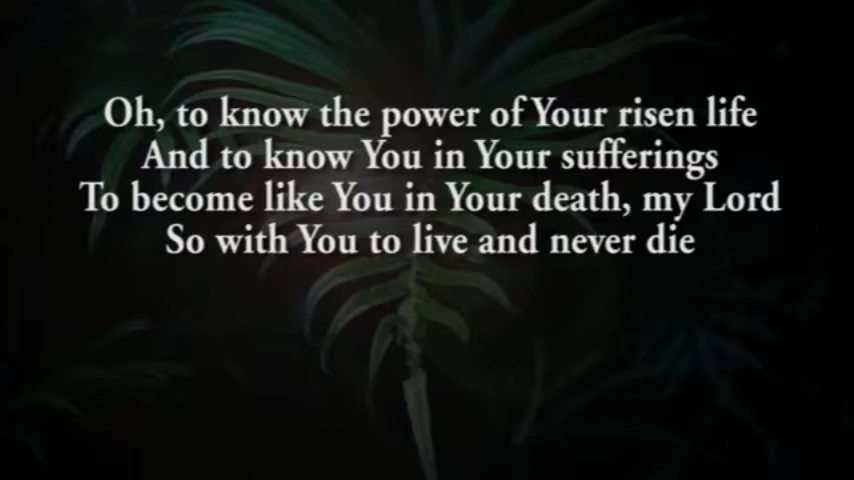 Oh, to know the power of Your risen life
And to know You in Your sufferings
To become like You in Your death, my Lord
So with You to live and never die